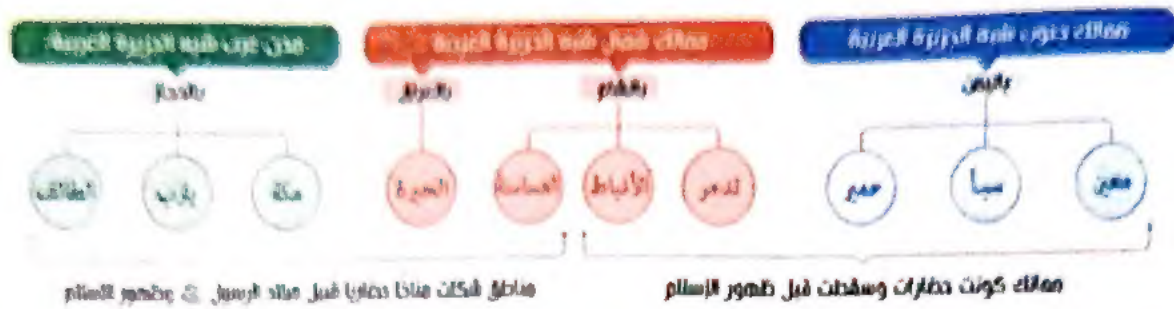 ممالك جنوب شبه الجزيرة العربية
ممالك شمال شبه الجزيرة العربية
مدن غرب شبه الجزيرة العربية
باليمن
بالشام
بالعراق
بالحجاز
معين
سبأ
حمير
تدمر
الأنباط
الغساسنة
الحيرة
مكة
يثرب
الطائف
ممالك كونت حضارات وسقطت قبل ظهور الإسلام
مناطق شكلت مناخا حضاريا قبيل ميلاد الرسول ﷺ وظهور الإسلام